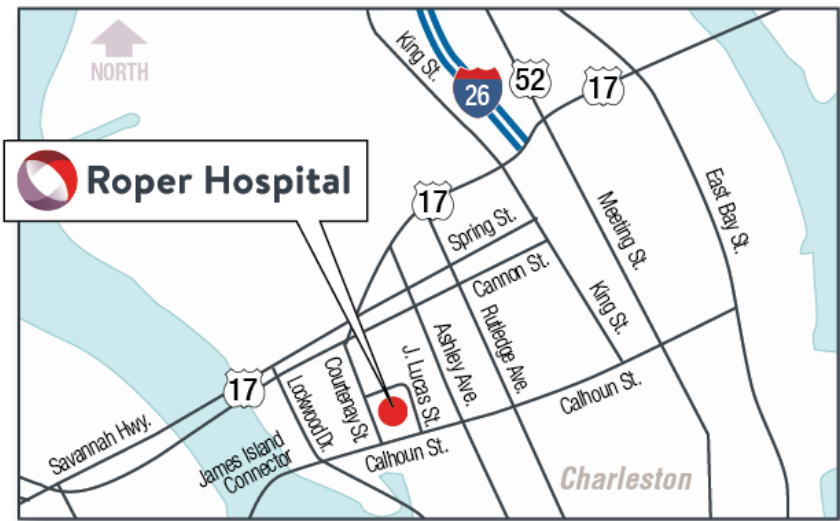 NORTH
King St.
26
52
17
Roper Hospital
17
Spring St.
Meeting St.
East Bay St.
Cannon St.
King St.
17
Lockwood Dr.
Courtenay St.
J. Lucas St.
Ashley Ave.
Rutledge Ave.
Calhoun St.
Savannah Hwy.
James Island
Connector
Calhoun St.
Charleston